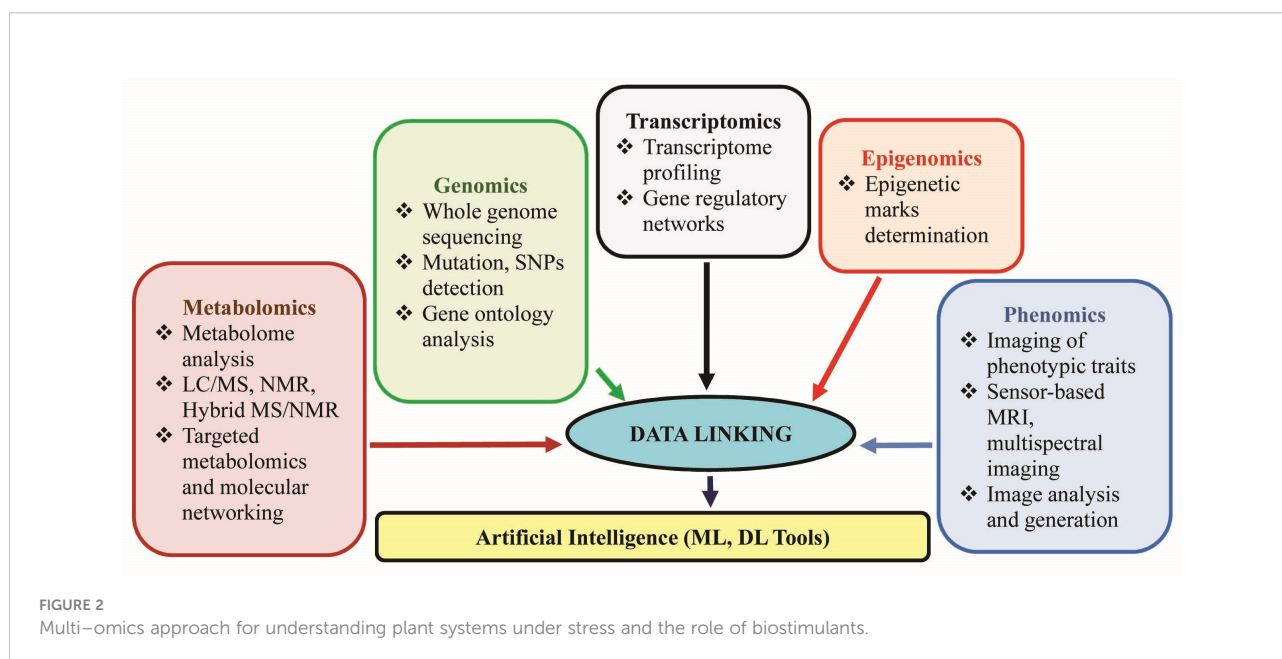 Metabolomics
❖ Metabolome
analysis
❖ LC/MS, NMR,
Hybrid MS/NMR
❖ Targeted
metabolomics
and molecular
networking
Genomics
❖ Whole genome
sequencing
❖ Mutation, SNPs
detection
❖ Gene ontology
analysis
Transcriptomics
❖ Transcriptome
profiling
❖ Gene regulatory
networks
Epigenomics
❖ Epigenetic
marks
determination
Phenomics
❖ Imaging of
phenotypic traits
❖ Sensor-based
MRI,
multispectral
imaging
❖ Image analysis
and generation
DATA LINKING
Artificial Intelligence (ML, DL Tools)
FIGURE 2
Multi–omics approach for understanding plant systems under stress and the role of biostimulants.